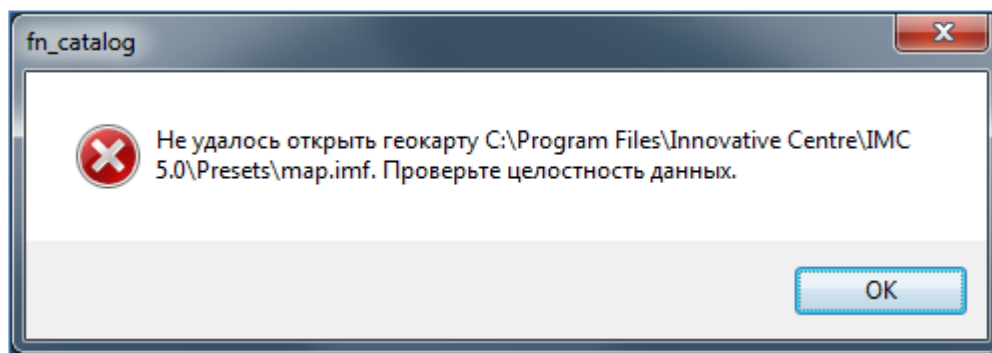 fn_catalog
Не удалось открыть геокарту C:\Program Files\Innovative Centre\IMC
5.0\Presets\map.imf. Проверьте целостность данных.
OK